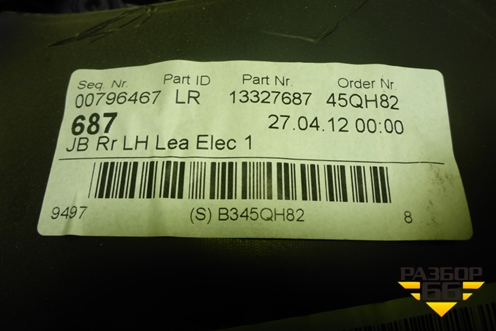 Seq. Nr Part ID Part Nr. Order Nr
00796467 LR 13327687 45QH82
687 27.04.12 00:00
JB Rr LH Lea Elec 1
9497 (S) B345QH82 8
РАЗБОР
66